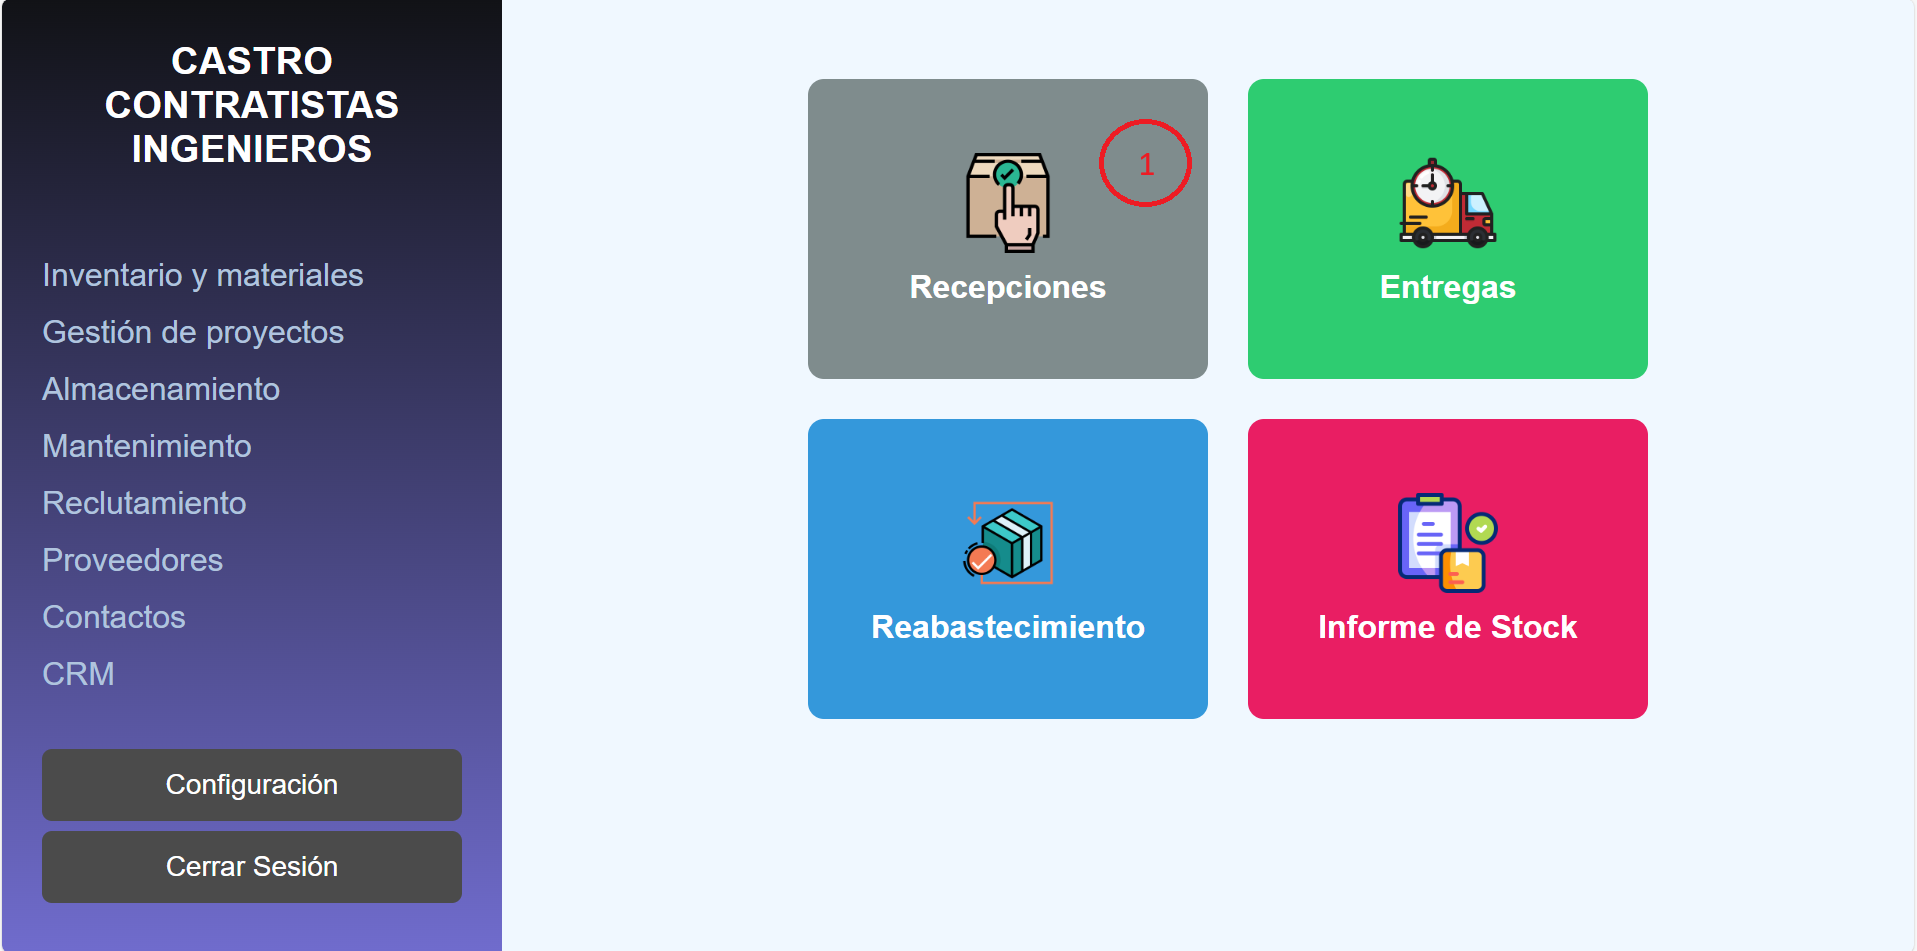 CASTRO
CONTRATISTAS
INGENIEROS
Inventario y materiales
Gestión de proyectos
Almacenamiento
Mantenimiento
Reclutamiento
Proveedores
Contactos
CRM
Configuración
Cerrar Sesión
1
Recepciones
Entregas
Reabastecimiento
Informe de Stock